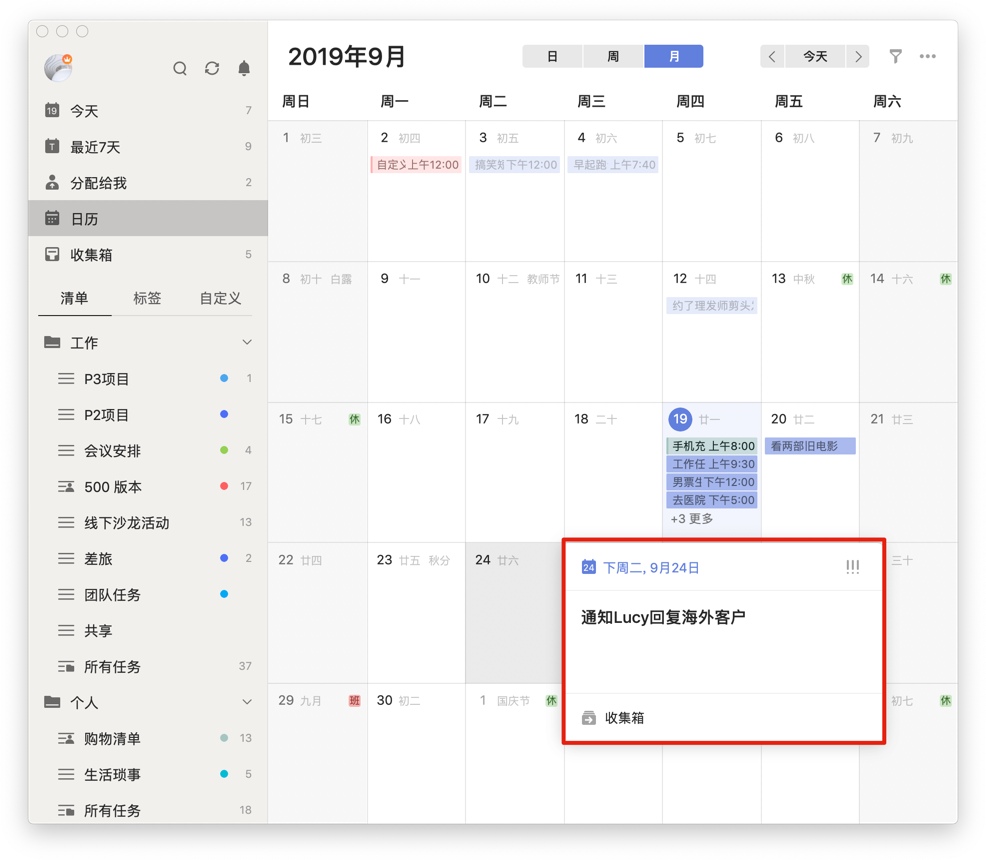 2019年9月
日 周 月
今天
周日 周一 周二 周三 周四 周五 周六
19 今天 7
T 最近7天 9
分配给我 2
日历
收集箱 5
清单 标签 自定义
工作
P3项目 1
P2项目
会议安排 4
500 版本 17
线下沙龙活动 13
差旅 2
团队任务
共享
所有任务 37
个人
购物清单 13
生活琐事 5
所有任务 18
1 初三 2 初四 3 初五 4 初六 5 初七 6 初八 7 初九
自定义上午12:00 搞笑短下午12:00 早起跑 上午7:40
8 初十 白露 9 十一 10 十二 教师节 11 十三 12 十四 13 中秋 休 14 十六 休
约了理发师剪头
15 十七 休 16 十八 17 十九 18 二十 19 廿一 20 廿二 21 廿三
手机充 上午8:00 看两部旧电影
工作任 上午9:30
男票生下午12:00
去医院 下午5:00
+3 更多
22 廿四 23 廿五 秋分 24 廿六 三十
24 下周二, 9月24日 !!!
通知Lucy回复海外客户
收集箱
29 九月 班 30 初二 1 国庆节 休 初七 休